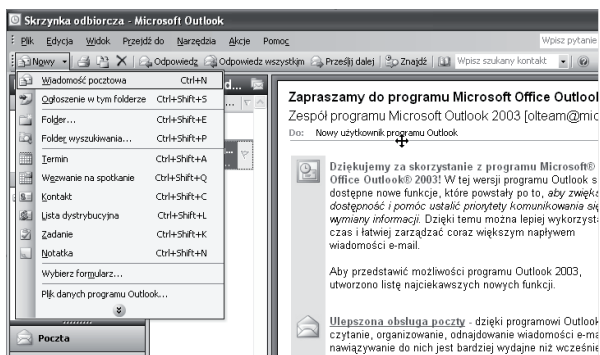 Skrzynka odbiorcza - Microsoft Outlook
Plik Edycja Widok Przejdź do Narzędzia Akcje Pomoc Wpisz pytanie
Nowy Odpowiedz Odpowiedz wszystkim Prześlij dalej Znajdź Wpisz szukany kontakt
Wiadomość pocztowa Ctrl+N
Ogłoszenie w tym folderze Ctrl+Shift+S
Folder... Ctrl+Shift+E
Folder wyszukiwania... Ctrl+Shift+P
Termin Ctrl+Shift+A
Wezwanie na spotkanie Ctrl+Shift+Q
Kontakt Ctrl+Shift+C
Lista dystrybucyjna Ctrl+Shift+L
Zadanie Ctrl+Shift+K
Notatka Ctrl+Shift+N
Wybierz formularz...
Plik danych programu Outlook...
Poczta
d...
Zapraszamy do programu Microsoft Office Outlool
Zespół programu Microsoft Outlook 2003 [olteam@mic
Do: Nowy użytkownik programu Outlook
Dziękujemy za skorzystanie z programu Microsoft®
Office Outlook® 2003! W tej wersji programu Outlook s
dostępne nowe funkcje, które powstały po to, aby zwięks
dostępność i pomóc ustalić priorytety komunikowania się
wymiany informacji. Dzięki temu można lepiej wykorzyst
czas i łatwiej zarządzać coraz większym napływem
wiadomości e-mail.
Aby przedstawić możliwości programu Outlook 2003,
utworzono listę najciekawszych nowych funkcji.
Ulepszona obsługa poczty - dzięki programowi Outlook
czytanie, organizowanie, odnajdowanie wiadomości e-ma
nawiązywanie do nich jest bardziej wydajne niż wcześnie